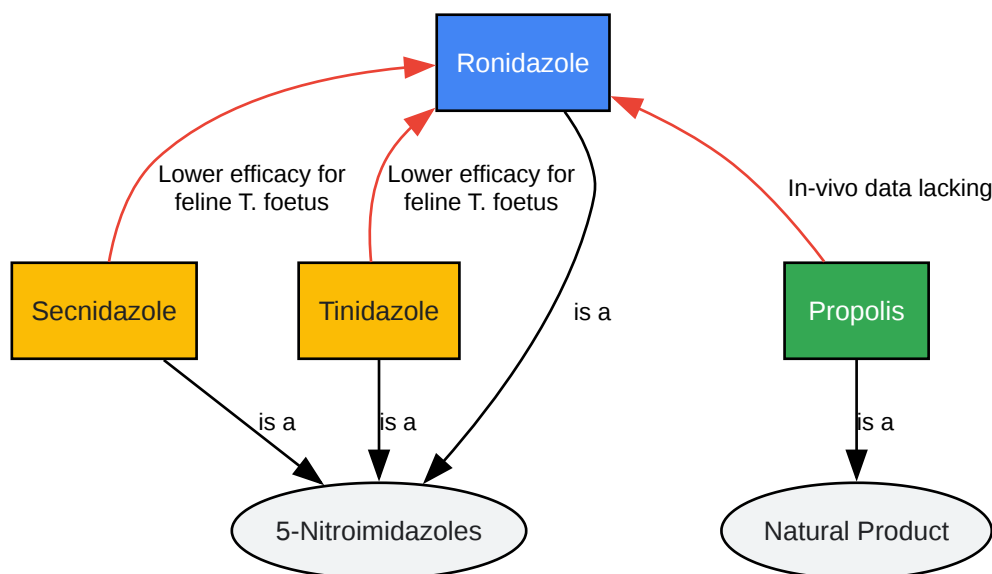 Ronidazole
Lower efficacy for
feline T. foetus
Lower efficacy for
feline T. foetus
In-vivo data lacking
Secnidazole
Tinidazole
is a
Propolis
is a
is a
is a
5-Nitroimidazoles
Natural Product